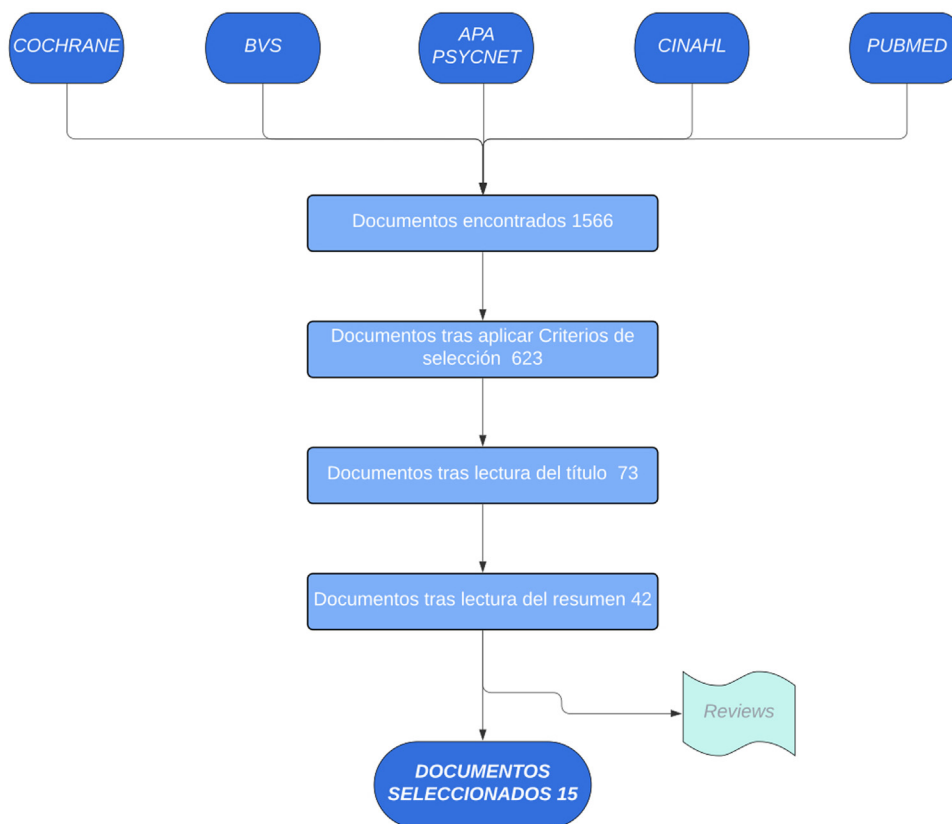 COCHRANE
BVS
APA
PSYCNET
CINAHL
PUBMED
Documentos encontrados 1566
Documentos tras aplicar Criterios de
selección 623
Documentos tras lectura del título 73
Documentos tras lectura del resumen 42
Reviews
DOCUMENTOS
SELECCIONADOS 15